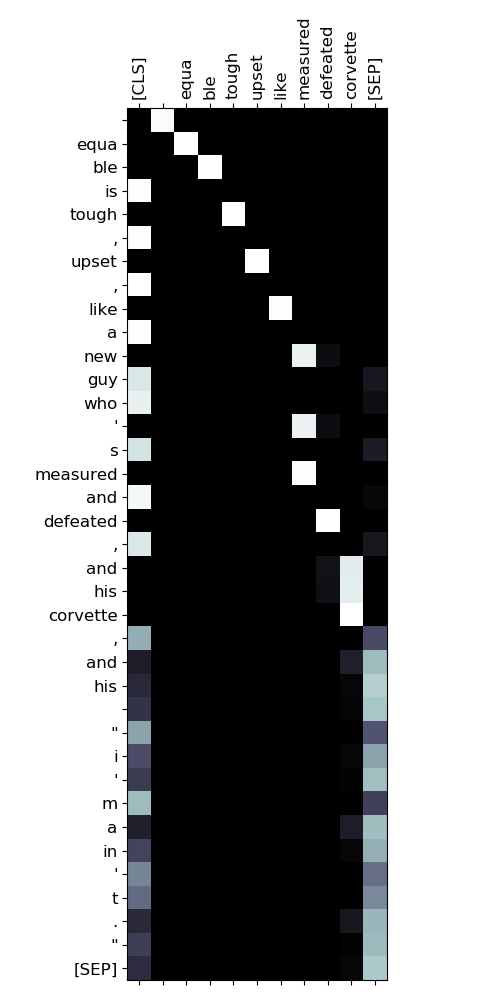 [CLS]
equa
ble
tough
upset
like
measured
defeated
corvette
[SEP]
equa
ble
is
tough
,
upset
,
like
a
new
guy
who
'
s
measured
and
defeated
,
and
his
corvette
,
and
his
"
i
'
m
a
in
'
t
.
"
[SEP]